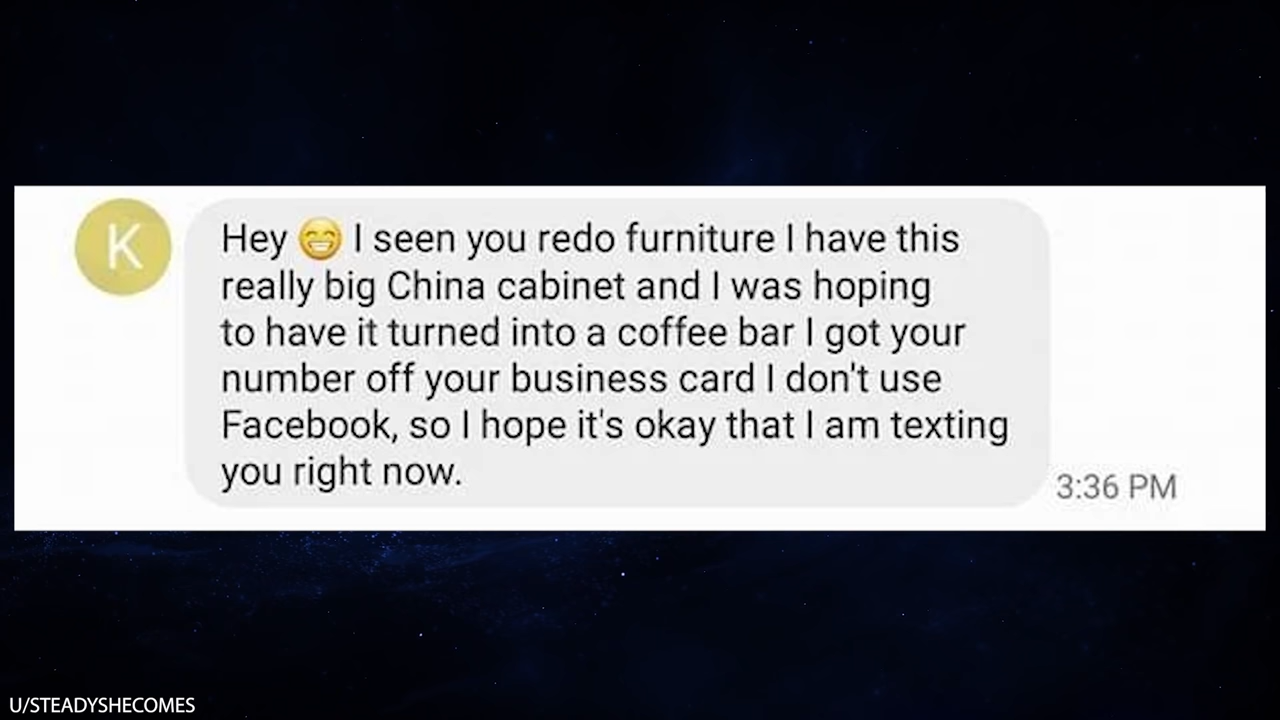 K
Hey 😁 I seen you redo furniture I have this
really big China cabinet and I was hoping
to have it turned into a coffee bar I got your
number off your business card I don't use
Facebook, so I hope it's okay that I am texting
you right now.
3:36 PM
U/STEADYSHECOMES